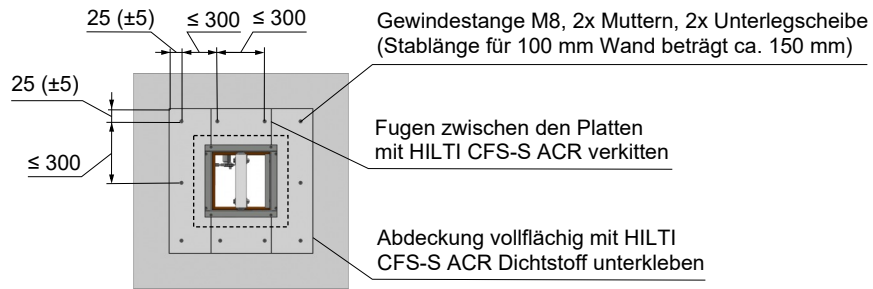 25 (±5) ≤ 300 ≤ 300
25 (±5)
≤ 300
Gewindestange M8, 2x Muttern, 2x Unterlegscheibe
(Stablänge für 100 mm Wand beträgt ca. 150 mm)
Fugen zwischen den Platten
mit HILTI CFS-S ACR verkitten
Abdeckung vollflächig mit HILTI
CFS-S ACR Dichtstoff unterkleben